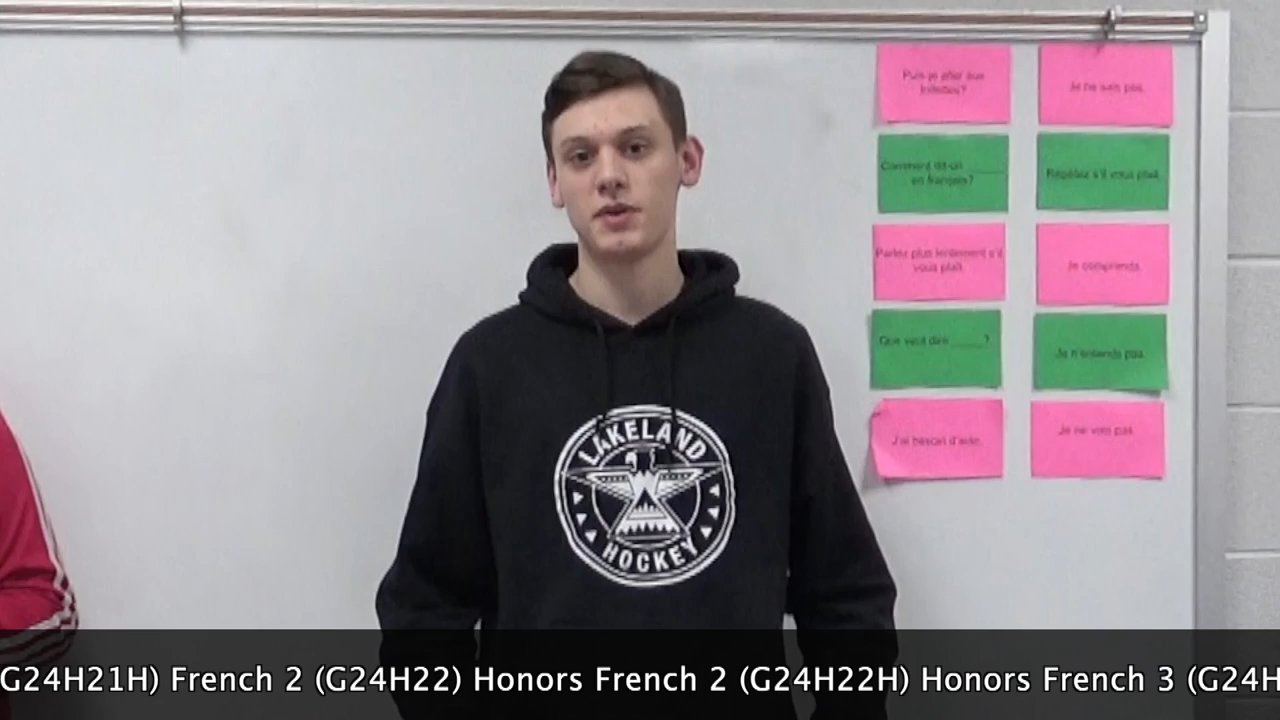 Puis-je aller aux
toilettes?
Je ne sais pas.
Comment dit-on _____
en français?
Répétez s'il vous plaît.
Parlez plus lentement s'il
vous plaît.
Je comprends.
Que veut dire _____?
Je n'entends pas.
J'ai besoin d'aide.
Je ne vois pas.
LAKELAND
HOCKEY
G24H21H) French 2 (G24H22) Honors French 2 (G24H22H) Honors French 3 (G24H